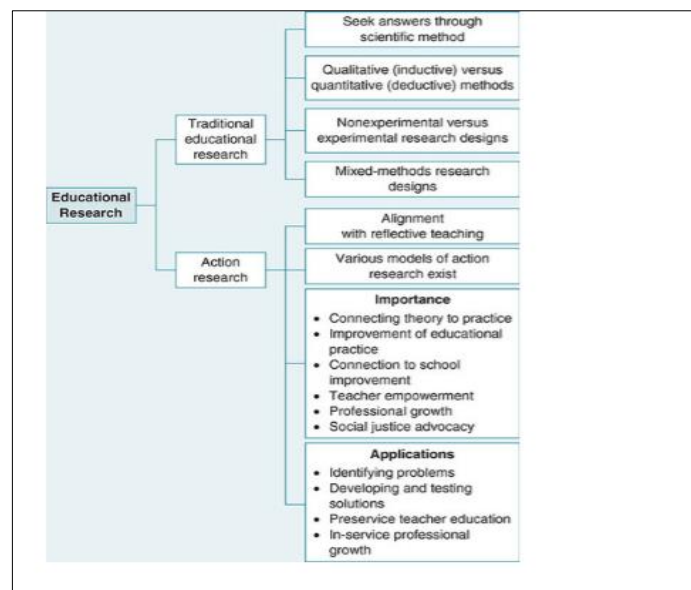 Educational
Research
Traditional
educational
research
Seek answers through
scientific method
Qualitative (inductive) versus
quantitative (deductive) methods
Nonexperimental versus
experimental research designs
Mixed-methods research
designs
Action
research
Alignment
with reflective teaching
Various models of action
research exist
Importance
• Connecting theory to practice
• Improvement of educational
practice
• Connection to school
improvement
• Teacher empowerment
• Professional growth
• Social justice advocacy
Applications
• Identifying problems
• Developing and testing
solutions
• Preservice teacher education
• In-service professional
growth